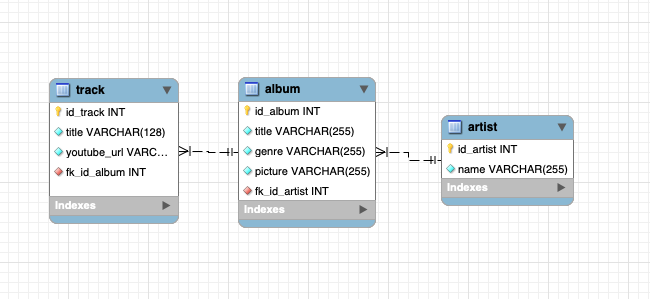 track
id_track INT
title VARCHAR(128)
youtube_url VARC...
fk_id_album INT
Indexes
album
id_album INT
title VARCHAR(255)
genre VARCHAR(255)
picture VARCHAR(255)
fk_id_artist INT
Indexes
artist
id_artist INT
name VARCHAR(255)
Indexes